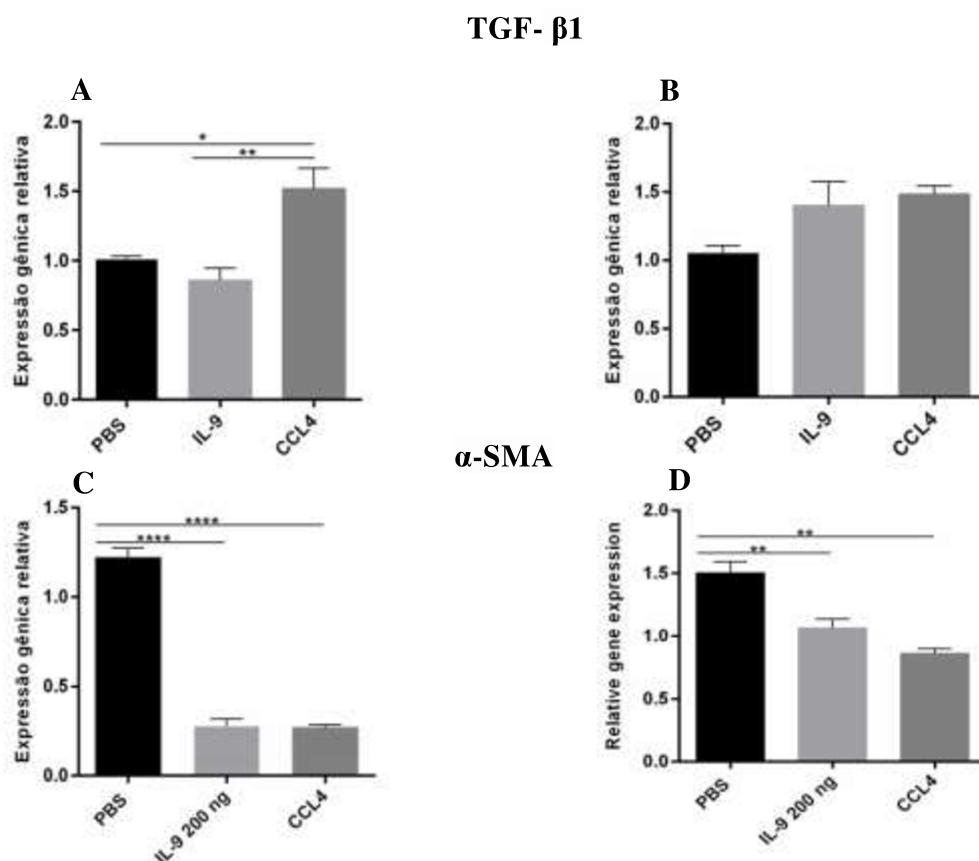 TGF- β1
A
Expressão gênica relativa
2.0
1.5
1.0
0.5
0.0
*
**
PBS
IL-9
CCL4
B
Expressão gênica relativa
2.0
1.5
1.0
0.5
0.0
PBS
IL-9
CCL4
α-SMA
C
Expressão gênica relativa
1.5
1.0
0.5
0.0
****
****
PBS
IL-9 200 ng
CCL4
D
Relative gene expression
2.0
1.5
1.0
0.5
0.0
**
**
PBS
IL-9 200 ng
CCL4